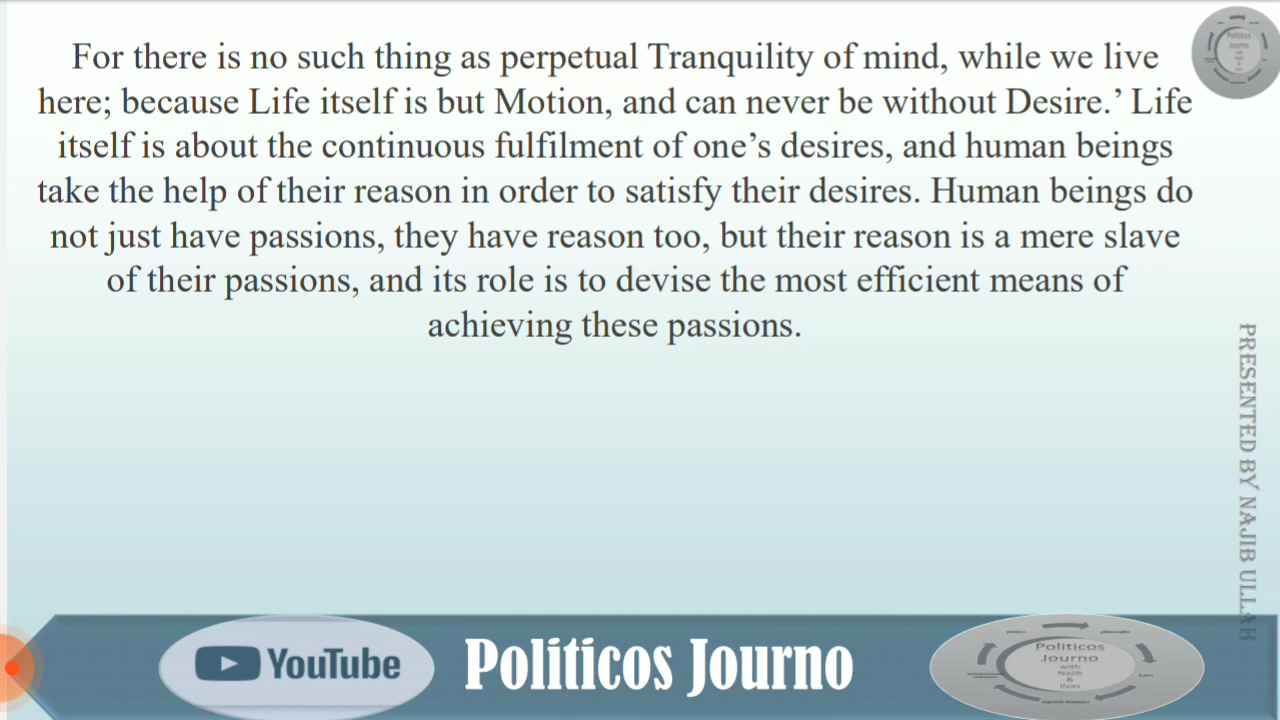 For there is no such thing as perpetual Tranquility of mind, while we live
here; because Life itself is but Motion, and can never be without Desire.’ Life
itself is about the continuous fulfilment of one’s desires, and human beings
take the help of their reason in order to satisfy their desires. Human beings do
not just have passions, they have reason too, but their reason is a mere slave
of their passions, and its role is to devise the most efficient means of
achieving these passions.
PRESENTED BY NAJIB ULLAH
YouTube
Politicos Journo
Politicos
Journo
with
Najib
&
Ilyas